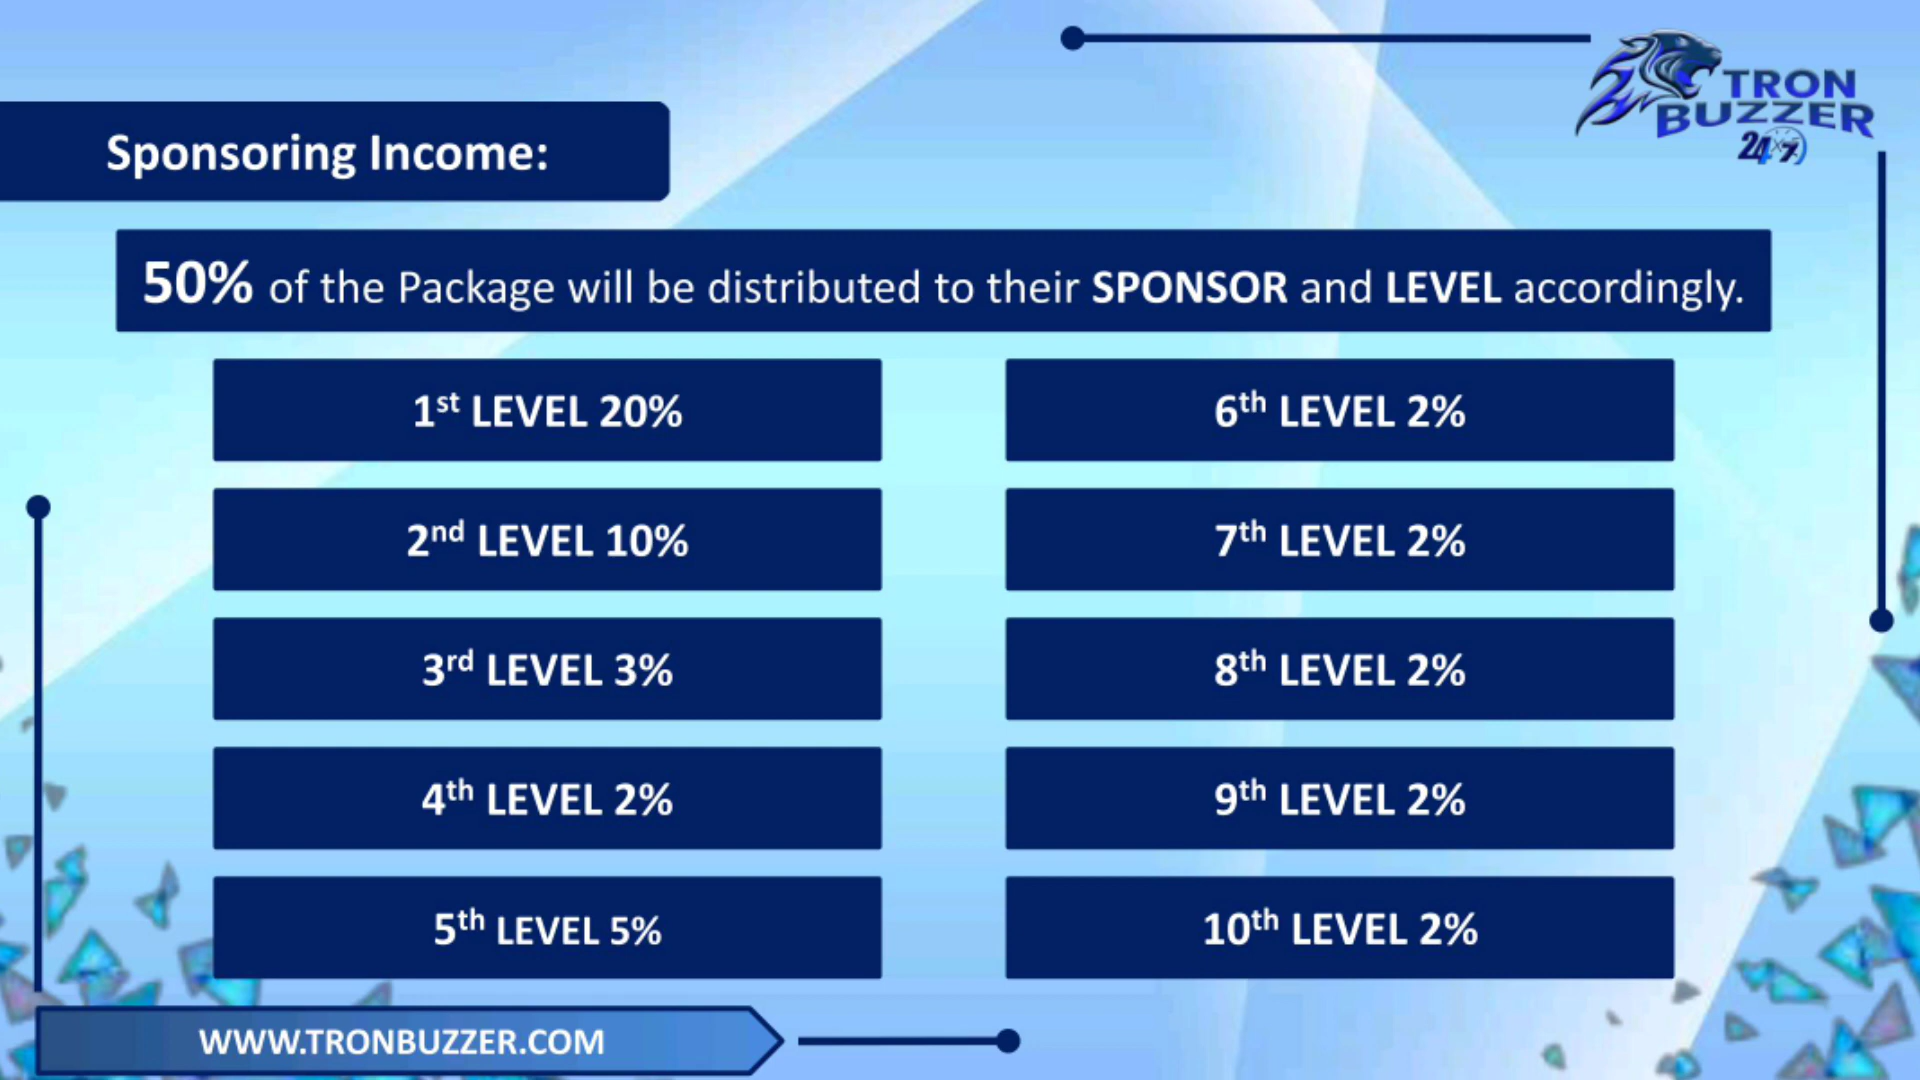 TRON
BUZZER
24x7
Sponsoring Income:
50% of the Package will be distributed to their SPONSOR and LEVEL accordingly.
1st LEVEL 20%
2nd LEVEL 10%
3rd LEVEL 3%
4th LEVEL 2%
5th LEVEL 5%
6th LEVEL 2%
7th LEVEL 2%
8th LEVEL 2%
9th LEVEL 2%
10th LEVEL 2%
WWW.TRONBUZZER.COM